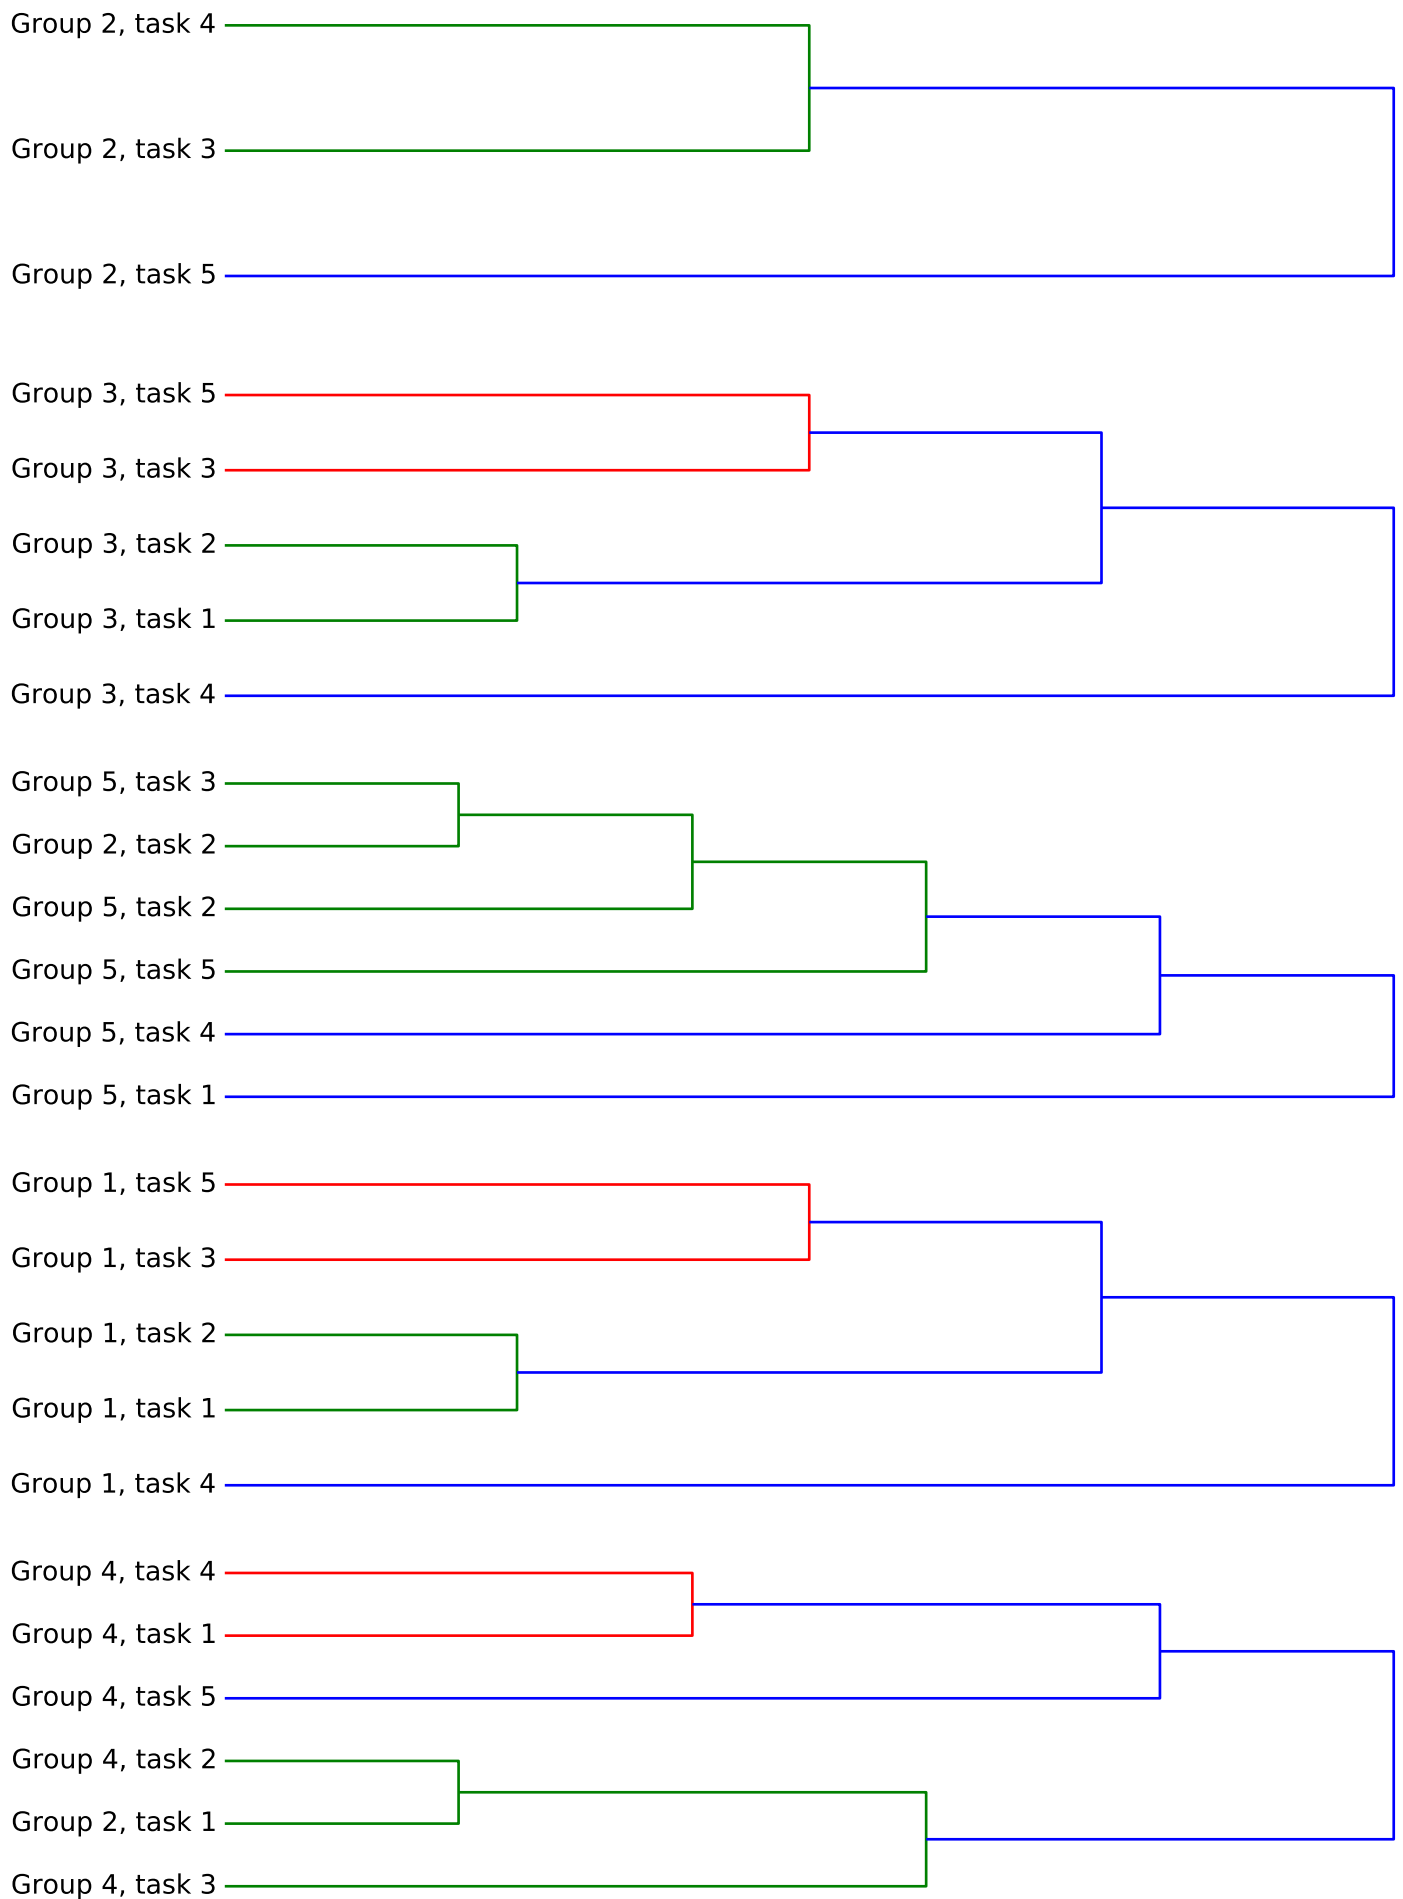 Group 2, task 4
Group 2, task 3
Group 2, task 5
Group 3, task 5
Group 3, task 3
Group 3, task 2
Group 3, task 1
Group 3, task 4
Group 5, task 3
Group 2, task 2
Group 5, task 2
Group 5, task 5
Group 5, task 4
Group 5, task 1
Group 1, task 5
Group 1, task 3
Group 1, task 2
Group 1, task 1
Group 1, task 4
Group 4, task 4
Group 4, task 1
Group 4, task 5
Group 4, task 2
Group 2, task 1
Group 4, task 3